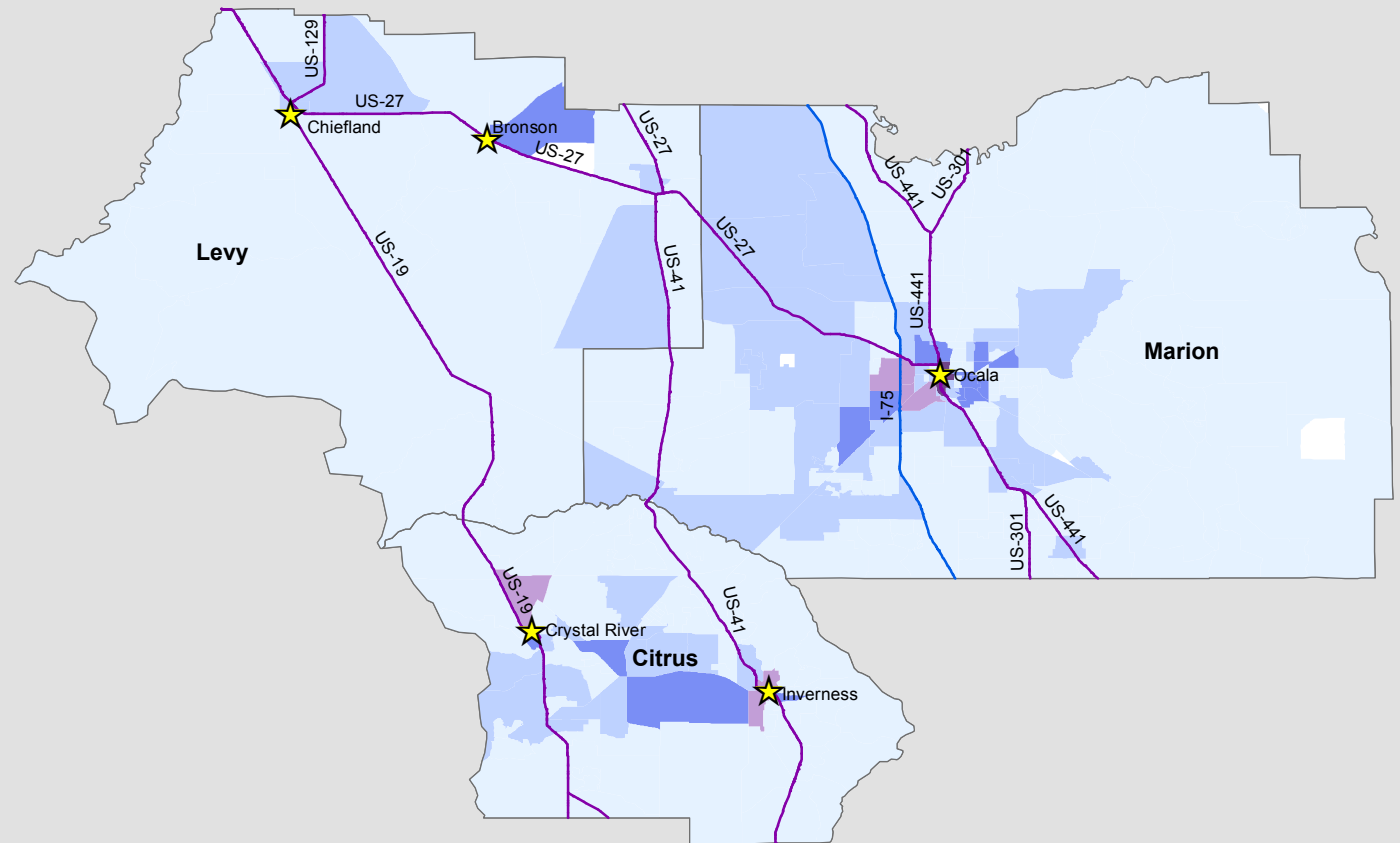 US-129
US-27
Chiefland
Bronson
US-27
US-27
US-441
US-301
Levy
US-19
US-27
US-41
US-441
Marion
Ocala
I-75
US-301
US-441
US-19
US-41
Crystal River
Citrus
Inverness